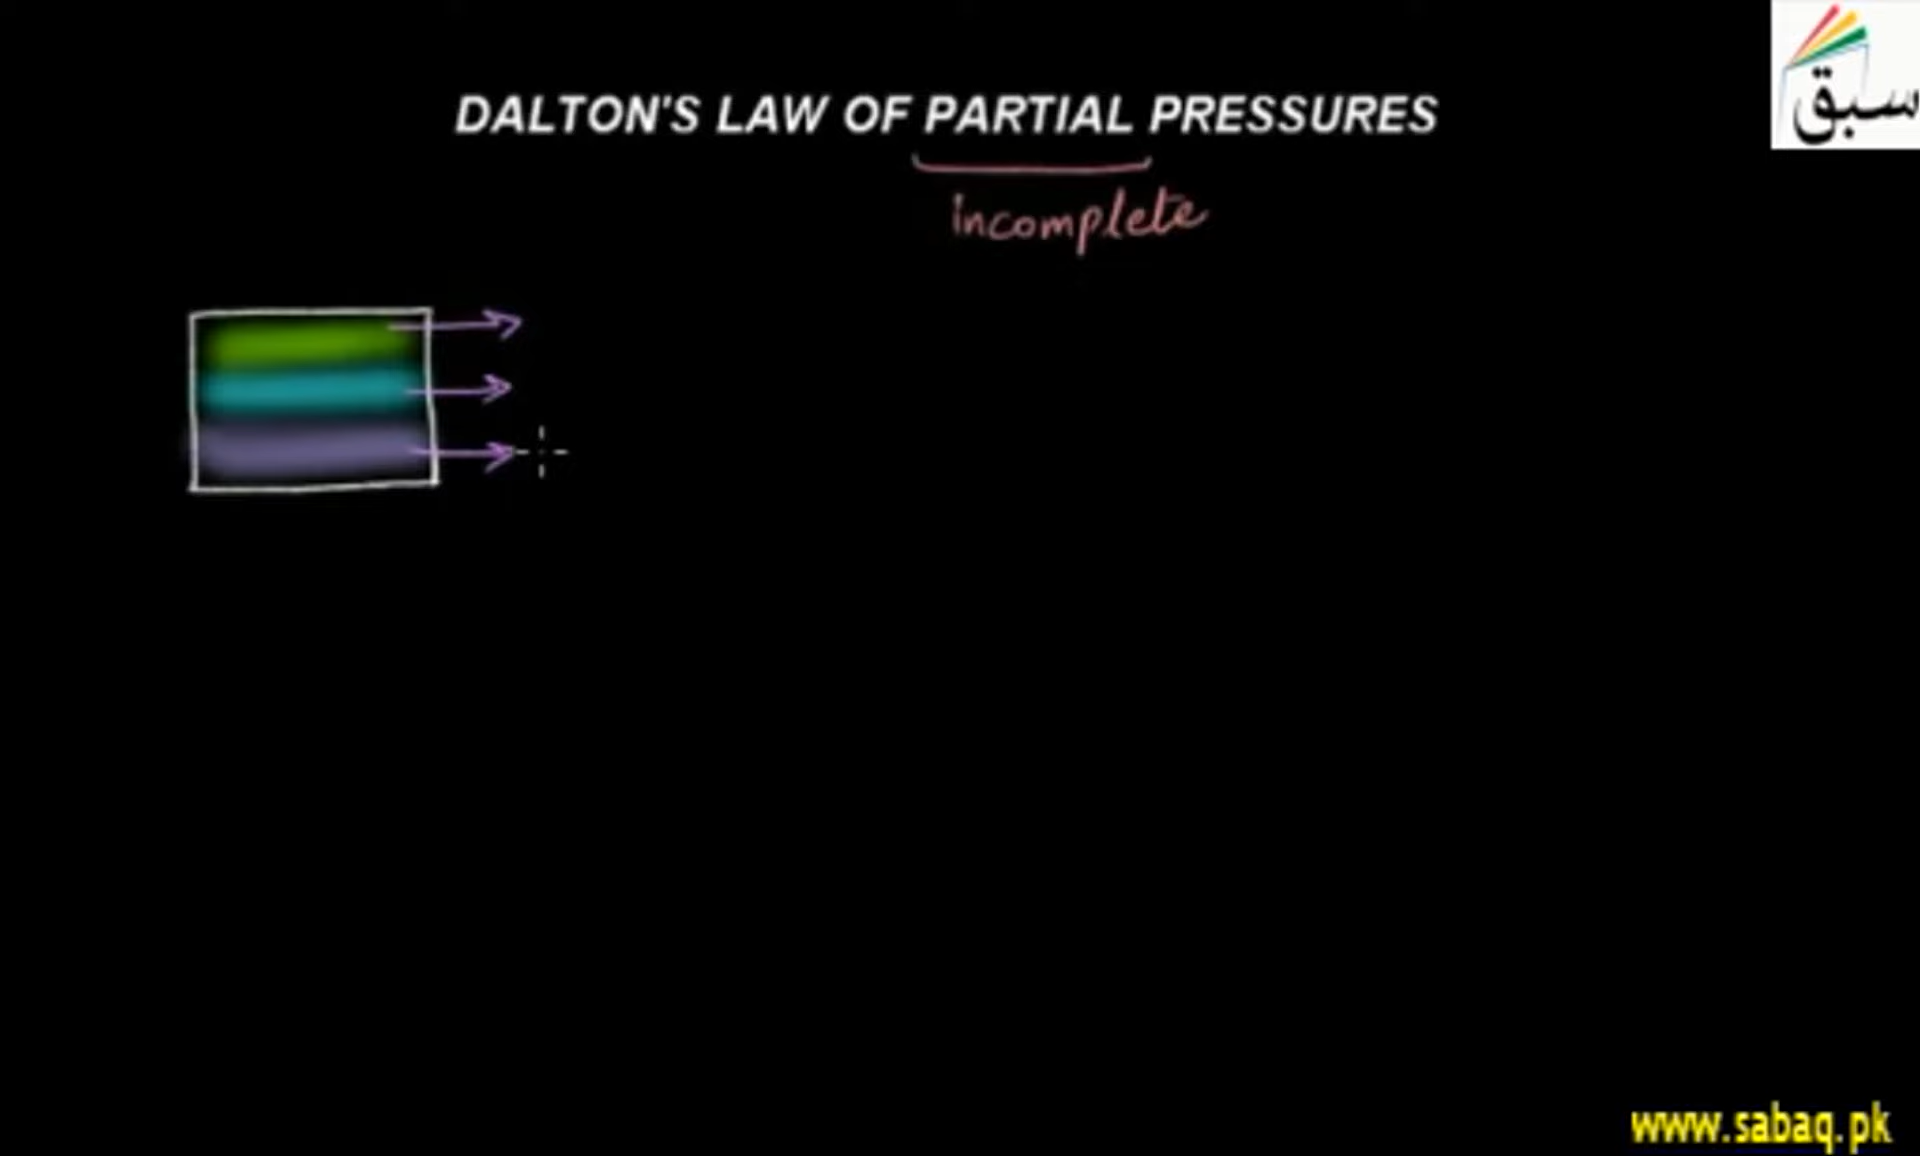 سبق
DALTON'S LAW OF PARTIAL PRESSURES
incomplete
www.sabaq.pk